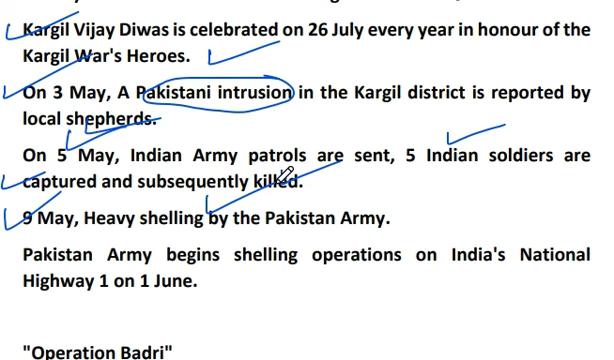 Kargil Vijay Diwas is celebrated on 26 July every year in honour of the
Kargil War's Heroes.
On 3 May, A Pakistani intrusion in the Kargil district is reported by
local shepherds.
On 5 May, Indian Army patrols are sent, 5 Indian soldiers are
captured and subsequently killed.
9 May, Heavy shelling by the Pakistan Army.
Pakistan Army begins shelling operations on India's National
Highway 1 on 1 June.
"Operation Badri"